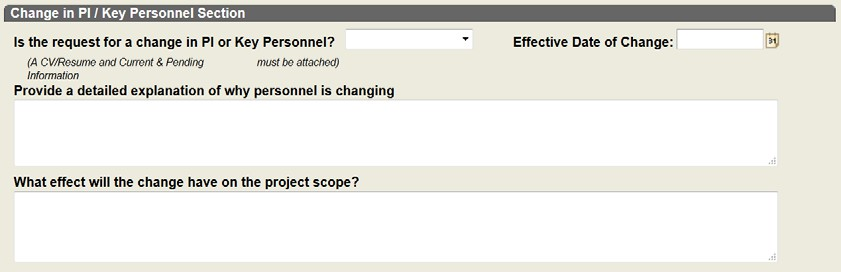 Change in PI / Key Personnel Section
Is the request for a change in PI or Key Personnel? Effective Date of Change: 31
(A CV/Resume and Current & Pending must be attached)
Information
Provide a detailed explanation of why personnel is changing
What effect will the change have on the project scope?